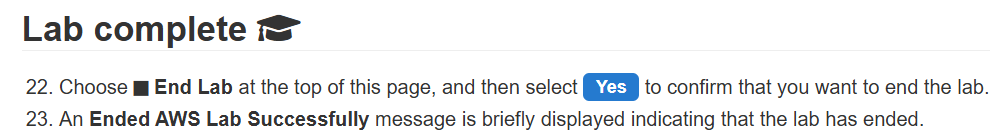 Lab complete
22. Choose End Lab at the top of this page, and then select Yes to confirm that you want to end the lab.
23. An Ended AWS Lab Successfully message is briefly displayed indicating that the lab has ended.